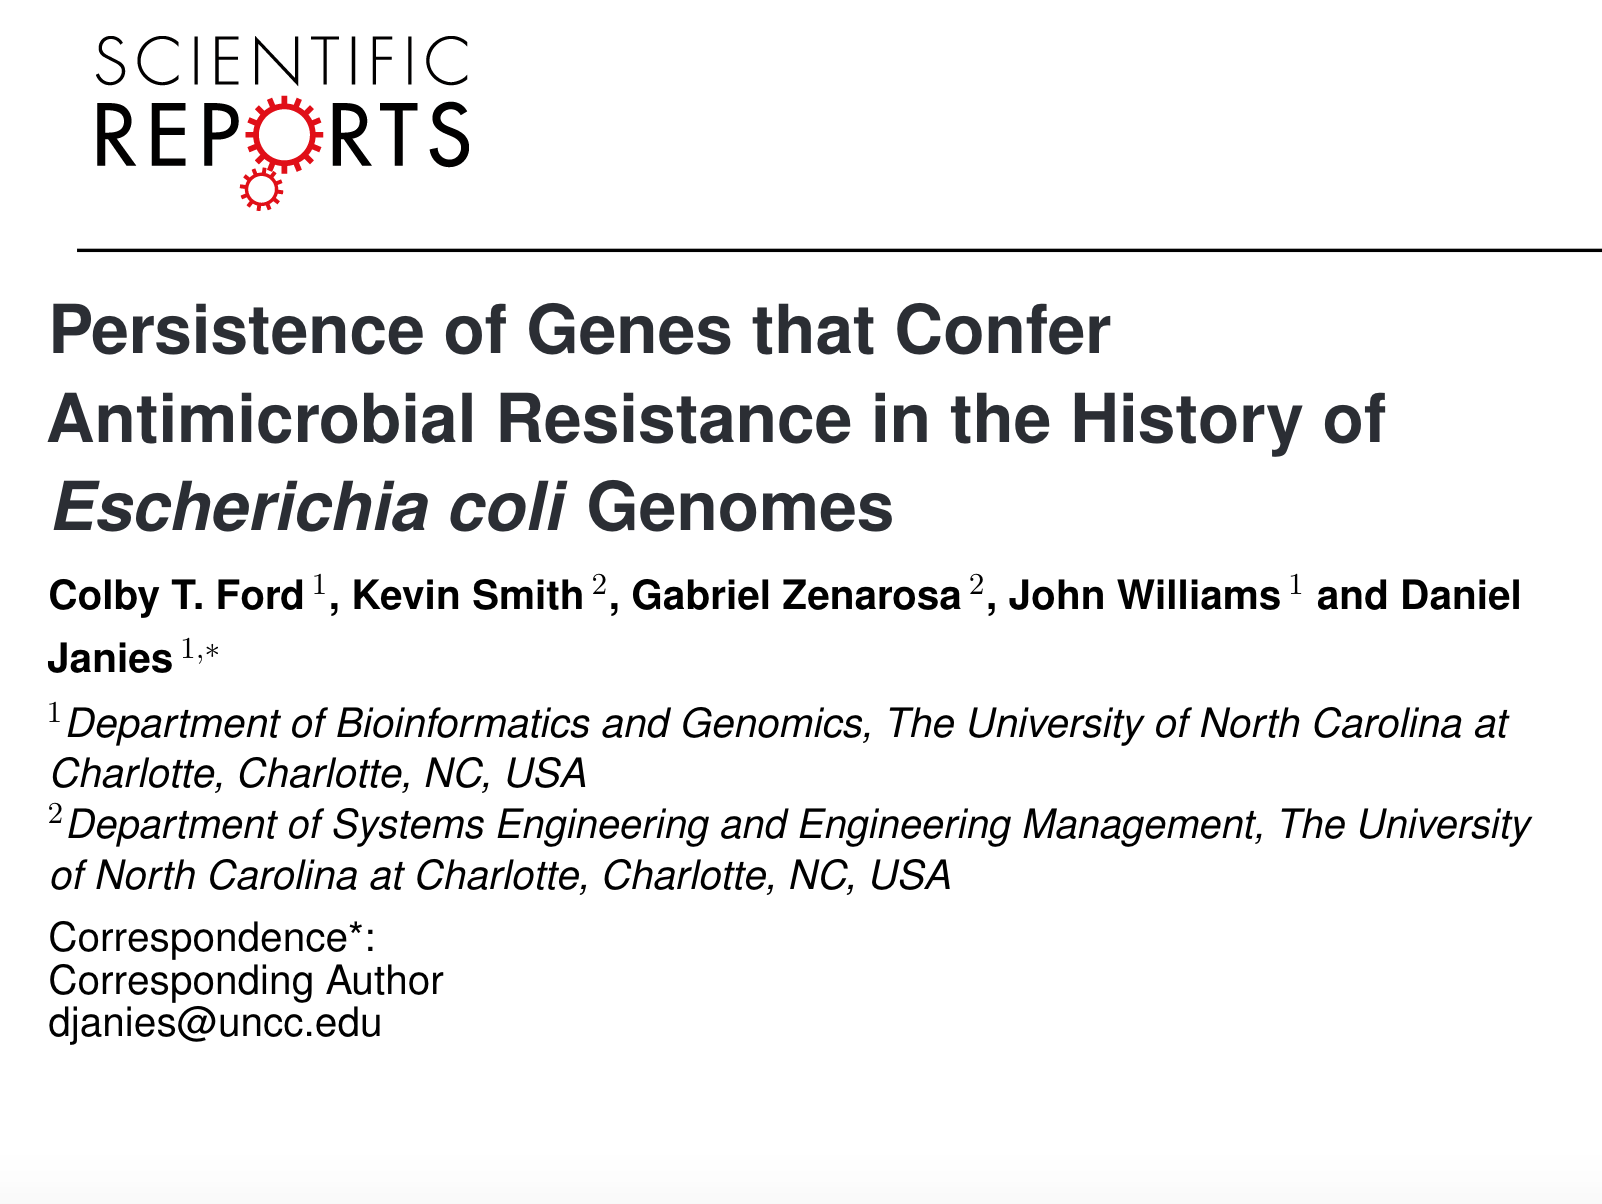 SCIENTIFIC
REPORTS
Persistence of Genes that Confer
Antimicrobial Resistance in the History of
Escherichia coli Genomes
Colby T. Ford 1, Kevin Smith 2, Gabriel Zenarosa 2, John Williams 1 and Daniel
Janies 1,*
1 Department of Bioinformatics and Genomics, The University of North Carolina at
Charlotte, Charlotte, NC, USA
2 Department of Systems Engineering and Engineering Management, The University
of North Carolina at Charlotte, Charlotte, NC, USA
Correspondence*:
Corresponding Author
djanies@uncc.edu